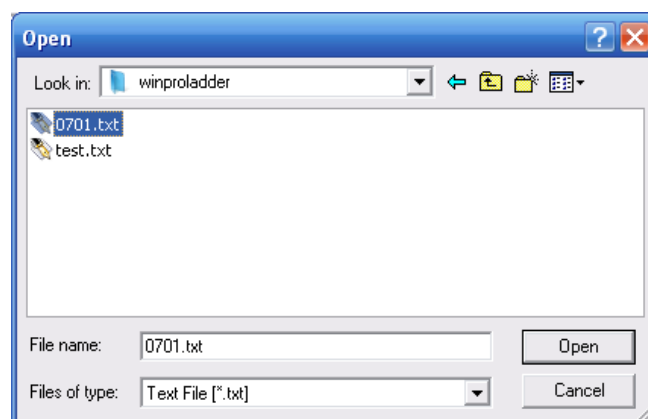 Open
Look in: winproladder
0701.txt
test.txt
File name: 0701.txt Open
Files of type: Text File [*.txt] Cancel